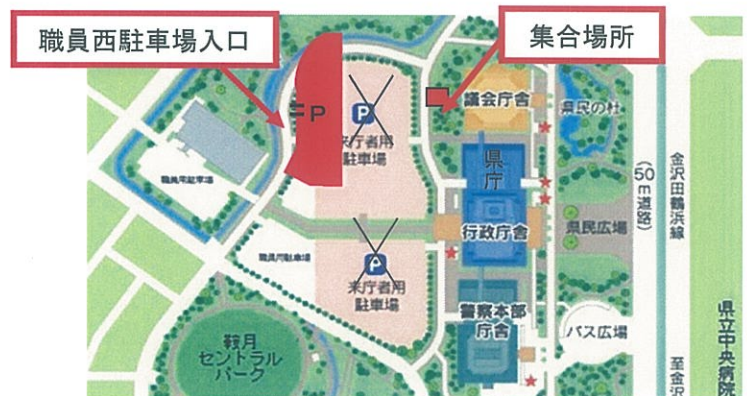 職員西駐車場入口
集合場所
P
P
来庁者用
駐車場
議会庁舎
県民の杜
県庁
行政庁舎
県民広場
金沢田鶴浜線
(50m道路)
職員用駐車場
職員用駐車場
P
来庁者用
駐車場
警察本部
庁舎
バス広場
鞍月
セントラル
パーク
県立中央病院
至金沢